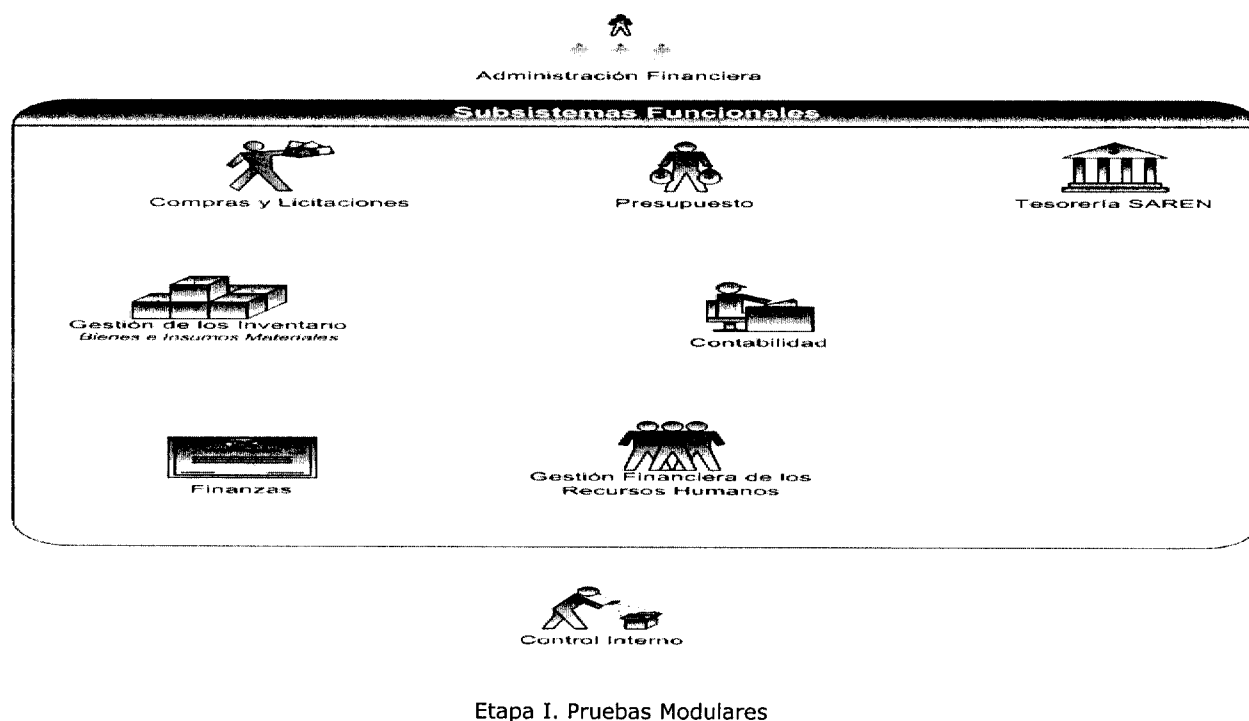 Administración Financiera
Subsistemas Funcionales
Compras y Licitaciones
Presupuesto
Tesorería SAREN
Gestión de los Inventario
Bienes e Insumos Materiales
Contabilidad
Finanzas
Gestión Financiera de los
Recursos Humanos
Control Interno
Etapa I. Pruebas Modulares